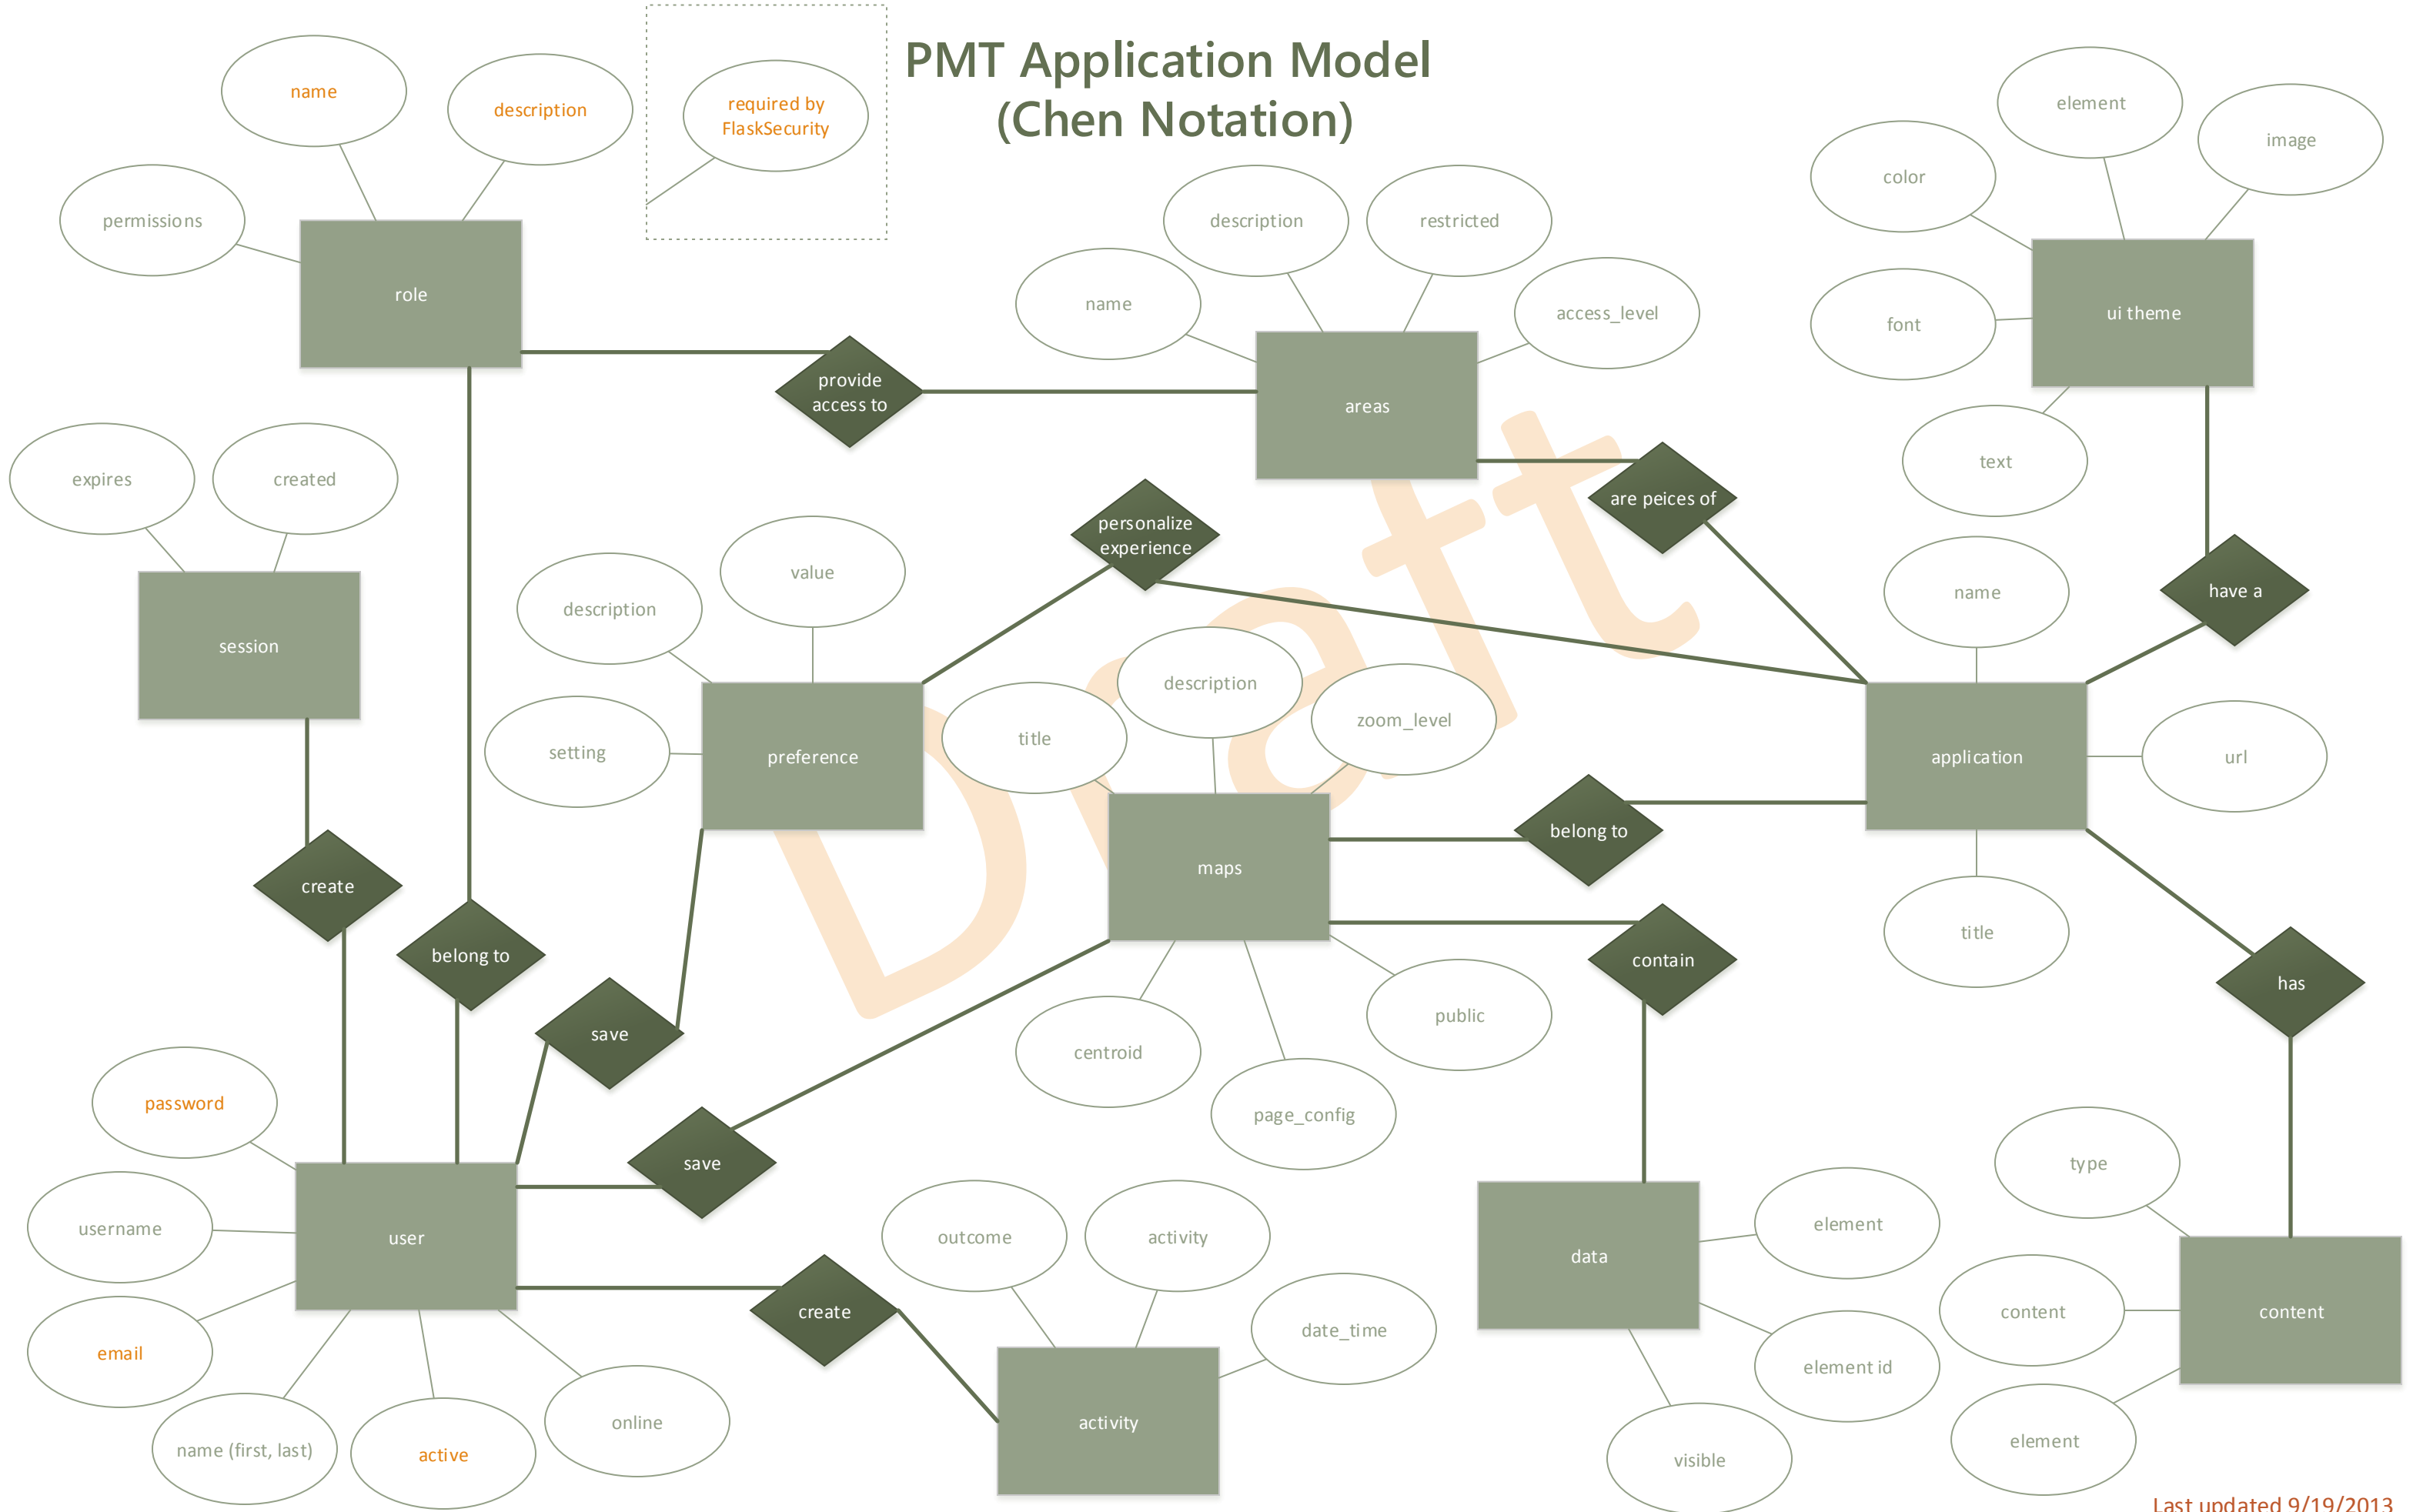 PMT Application Model
(Chen Notation)
name
description
required by
FlaskSecurity
permissions
role
element
image
color
font
text
ui theme
description
restricted
name
access_level
areas
provide
access to
are peices of
personalize
experience
have a
expires
created
session
description
value
setting
preference
title
description
zoom_level
maps
belong to
name
url
application
title
create
belong to
save
contain
has
centroid
page_config
public
save
password
username
email
name (first, last)
active
online
user
create
outcome
activity
date_time
activity
data
element
element id
visible
type
content
element
content
Draft
Last updated 9/19/2013